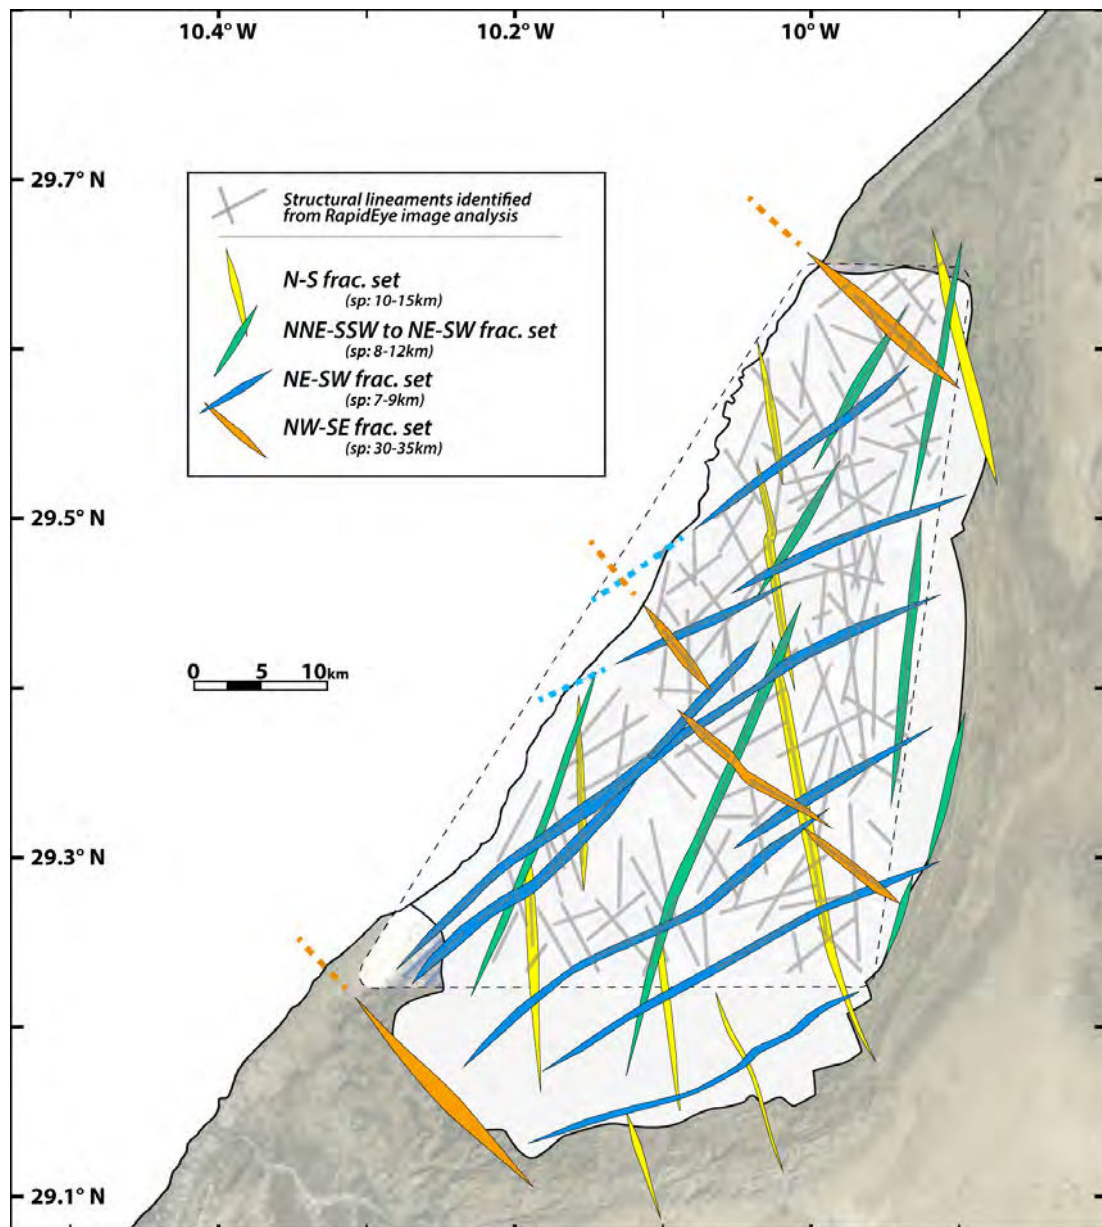 10.4° W 10.2° W 10° W
29.7° N
Structural lineaments identified
from RapidEye image analysis
N-S frac. set
(sp: 10-15km)
NNE-SSW to NE-SW frac. set
(sp: 8-12km)
NE-SW frac. set
(sp: 7-9km)
NW-SE frac. set
(sp: 30-35km)
29.5° N
0 5 10km
29.3° N
29.1° N